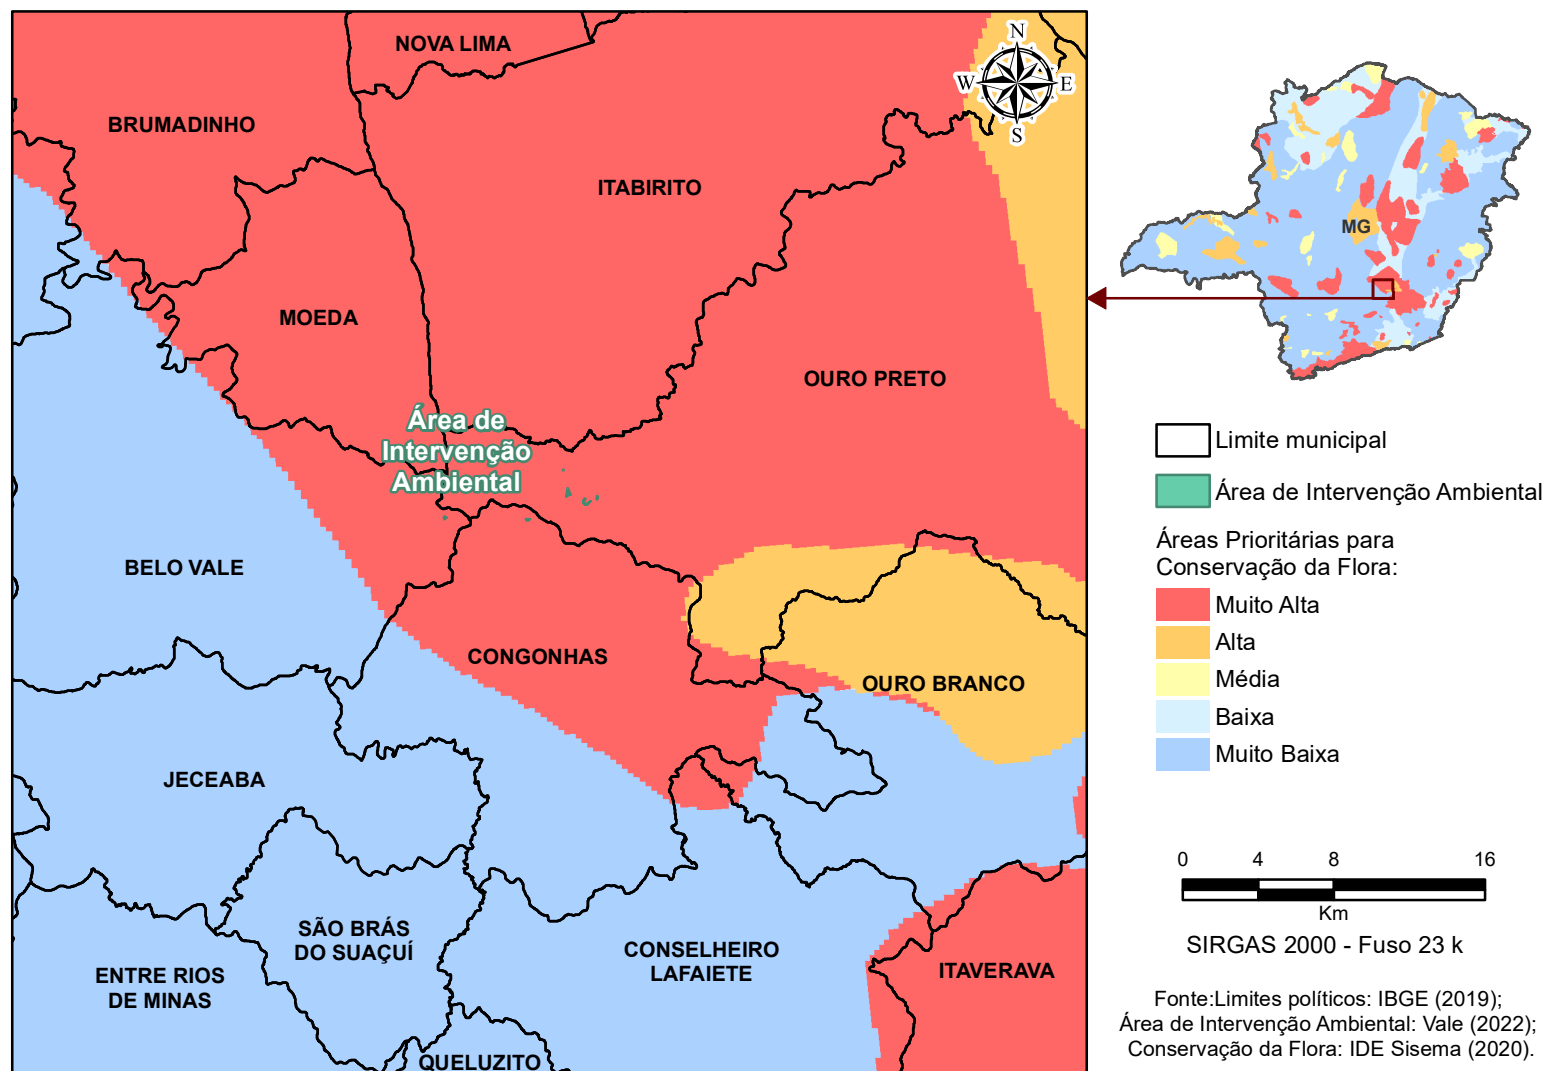 NOVA LIMA
BRUMADINHO
ITABIRITO
MOEDA
OURO PRETO
Área de
Intervenção
Ambiental
BELO VALE
CONGONHAS
OURO BRANCO
JECEABA
SÃO BRÁS
DO SUAÇUÍ
CONSELHEIRO
LAFAIETE
ENTRE RIOS
DE MINAS
ITAVERAVA
QUELUZITO
N
W
E
S
MG
Limite municipal
Área de Intervenção Ambiental
Áreas Prioritárias para
Conservação da Flora:
Muito Alta
Alta
Média
Baixa
Muito Baixa
0 4 8 16
Km
SIRGAS 2000 - Fuso 23 k
Fonte:Limites políticos: IBGE (2019);
Área de Intervenção Ambiental: Vale (2022);
Conservação da Flora: IDE Sisema (2020).